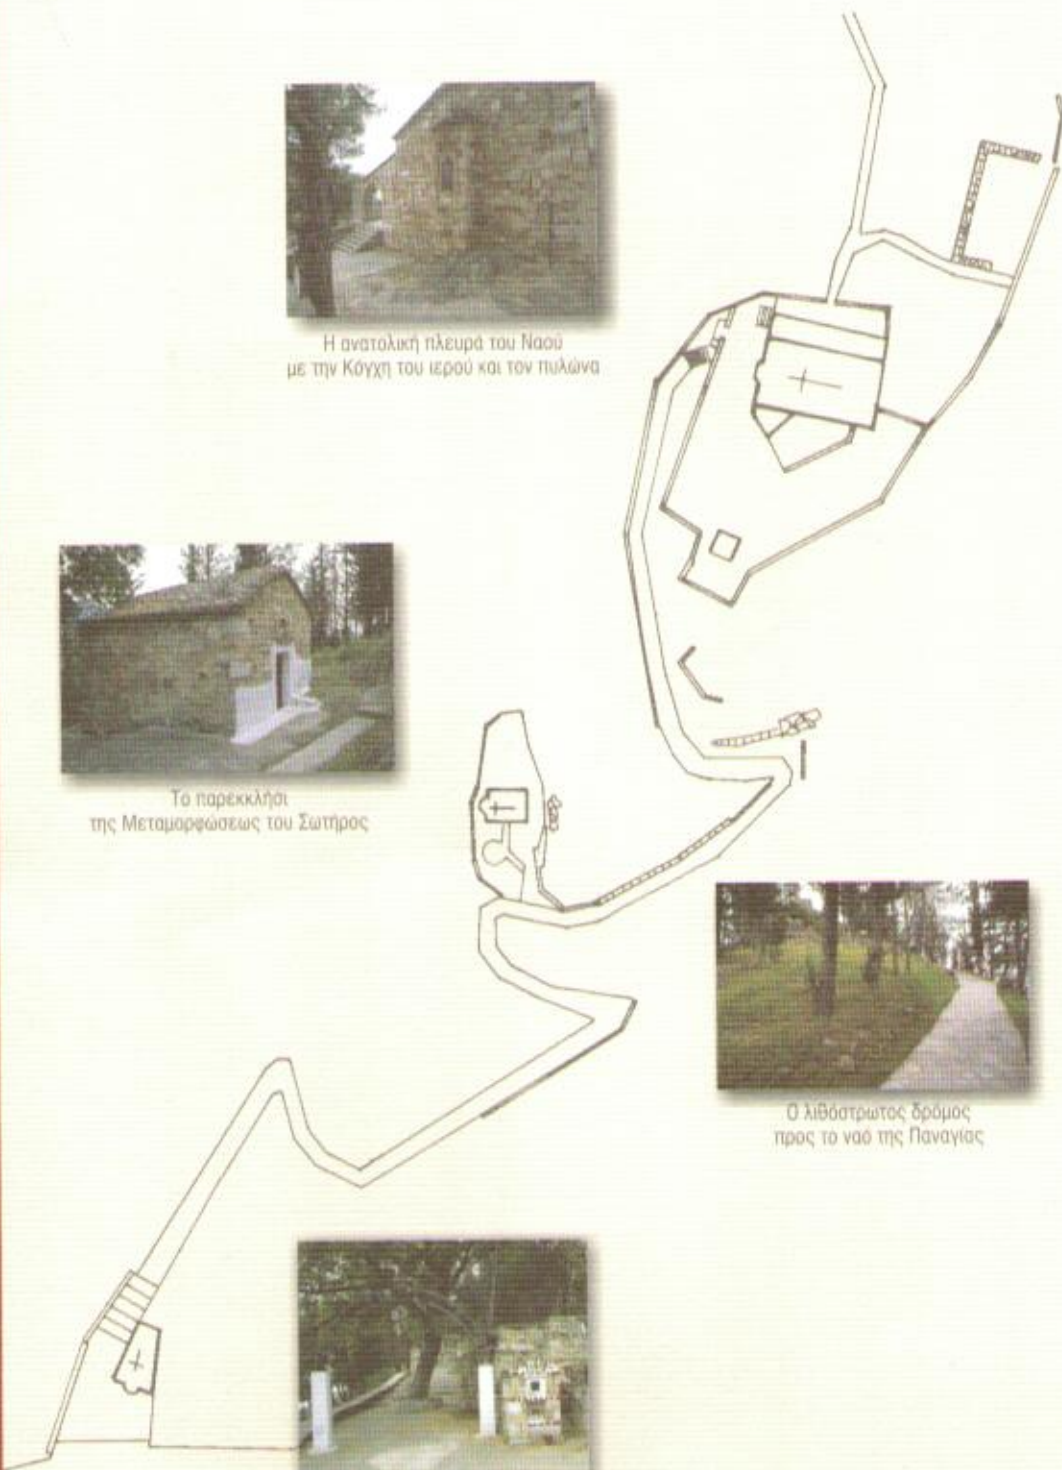 Η ανατολική πλευρά του Ναού
με την Κόγχη του ιερού και τον πυλώνα
Το παρεκκλήσι
της Μεταμορφώσεως του Σωτήρος
Ο λιθόστρωτος δρόμος
προς το ναό της Παναγίας